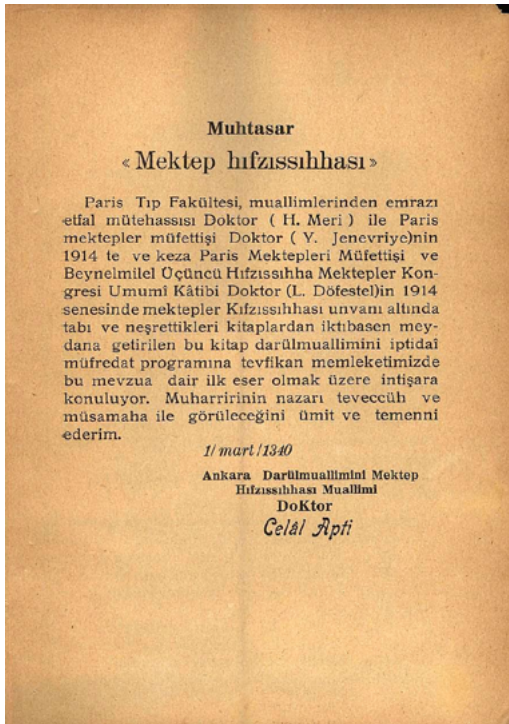 Muhtasar
« Mektep hıfzıssıhhası »
Paris Tıp Fakültesi, muallimlerinden emrazı
etfal mütehassısı Doktor ( H. Meri ) ile Paris
mektepler müfettişi Doktor ( Y. Jenevriye)nin
1914 te ve keza Paris Mektepleri Müfettişi ve
Beynelmilel Üçüncü Hıfzıssıhha Mektepler Kon-
gresi Umumî Kâtibi Doktor (L. Döfestel)in 1914
senesinde mektepler Kıfzıssıhhası unvanı altında
tabı ve neşrettikleri kitaplardan iktıbasen mey-
dana getirilen bu kitap darülmuallimini iptidaî
müfredat programına tevfikan memleketimizde
bu mevzua dair ilk eser olmak üzere intişara
konuluyor. Muharririnin nazarı teveccüh ve
müsamaha ile görüleceğini ümit ve temenni
ederim.
1/ mart /1340
Ankara Darülmuallimini Mektep
Hıfzıssıhhası Muallimi
DoKtor
Celâl Apti